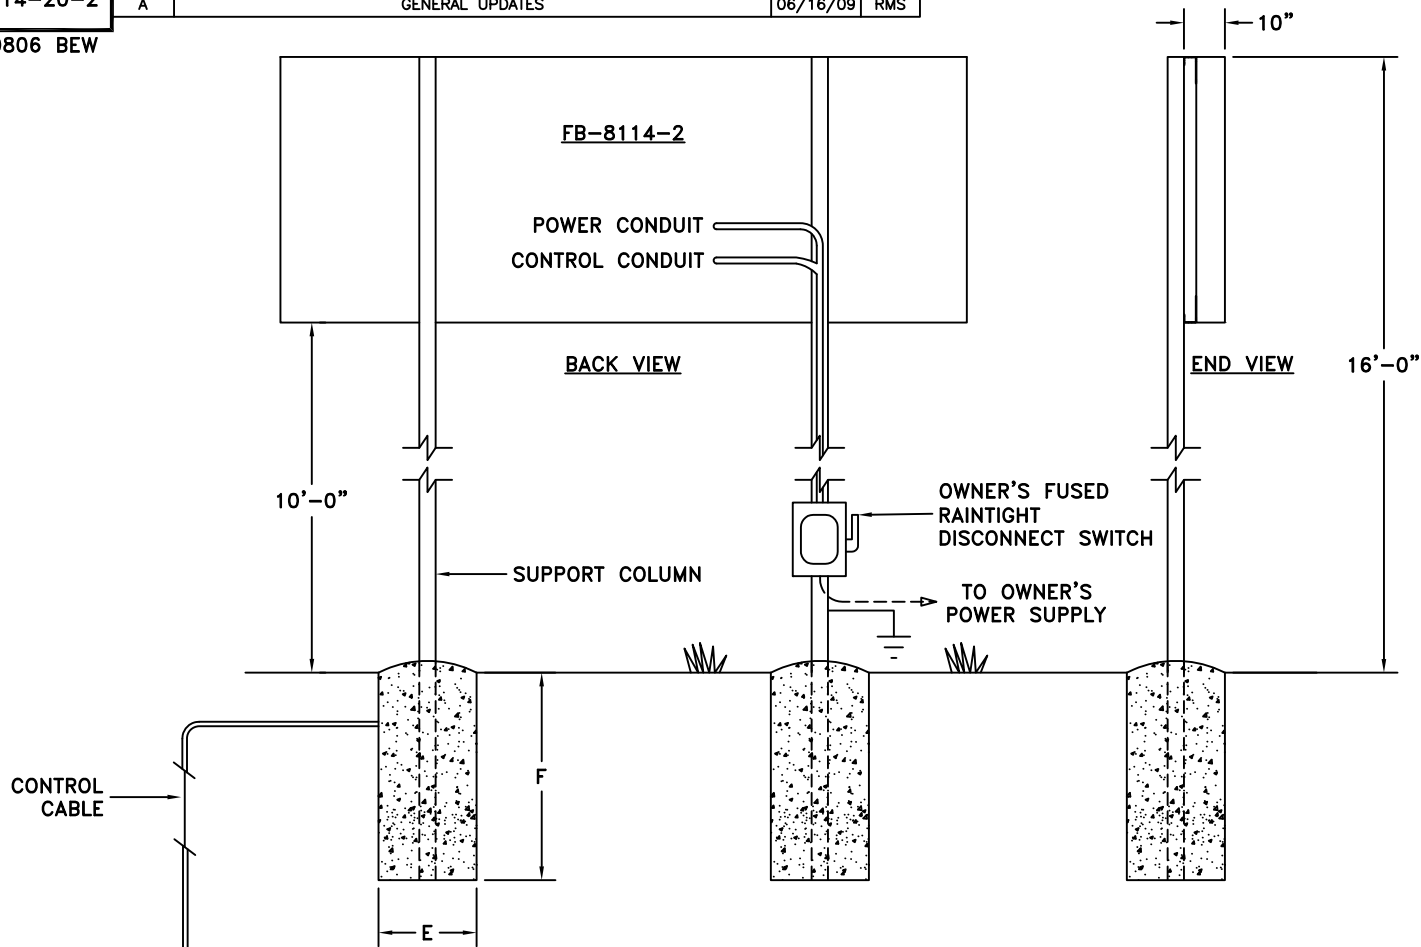 A GENERAL UPDATES 06/16/09 RMS
BEW
10”
FB-8114-2
POWER CONDUIT
CONTROL CONDUIT
BACK VIEW
END VIEW
16’-0”
10’-0”
OWNER’S FUSED
RAINTIGHT
DISCONNECT SWITCH
SUPPORT COLUMN
TO OWNER’S
POWER SUPPLY
CONTROL
CABLE
F
E